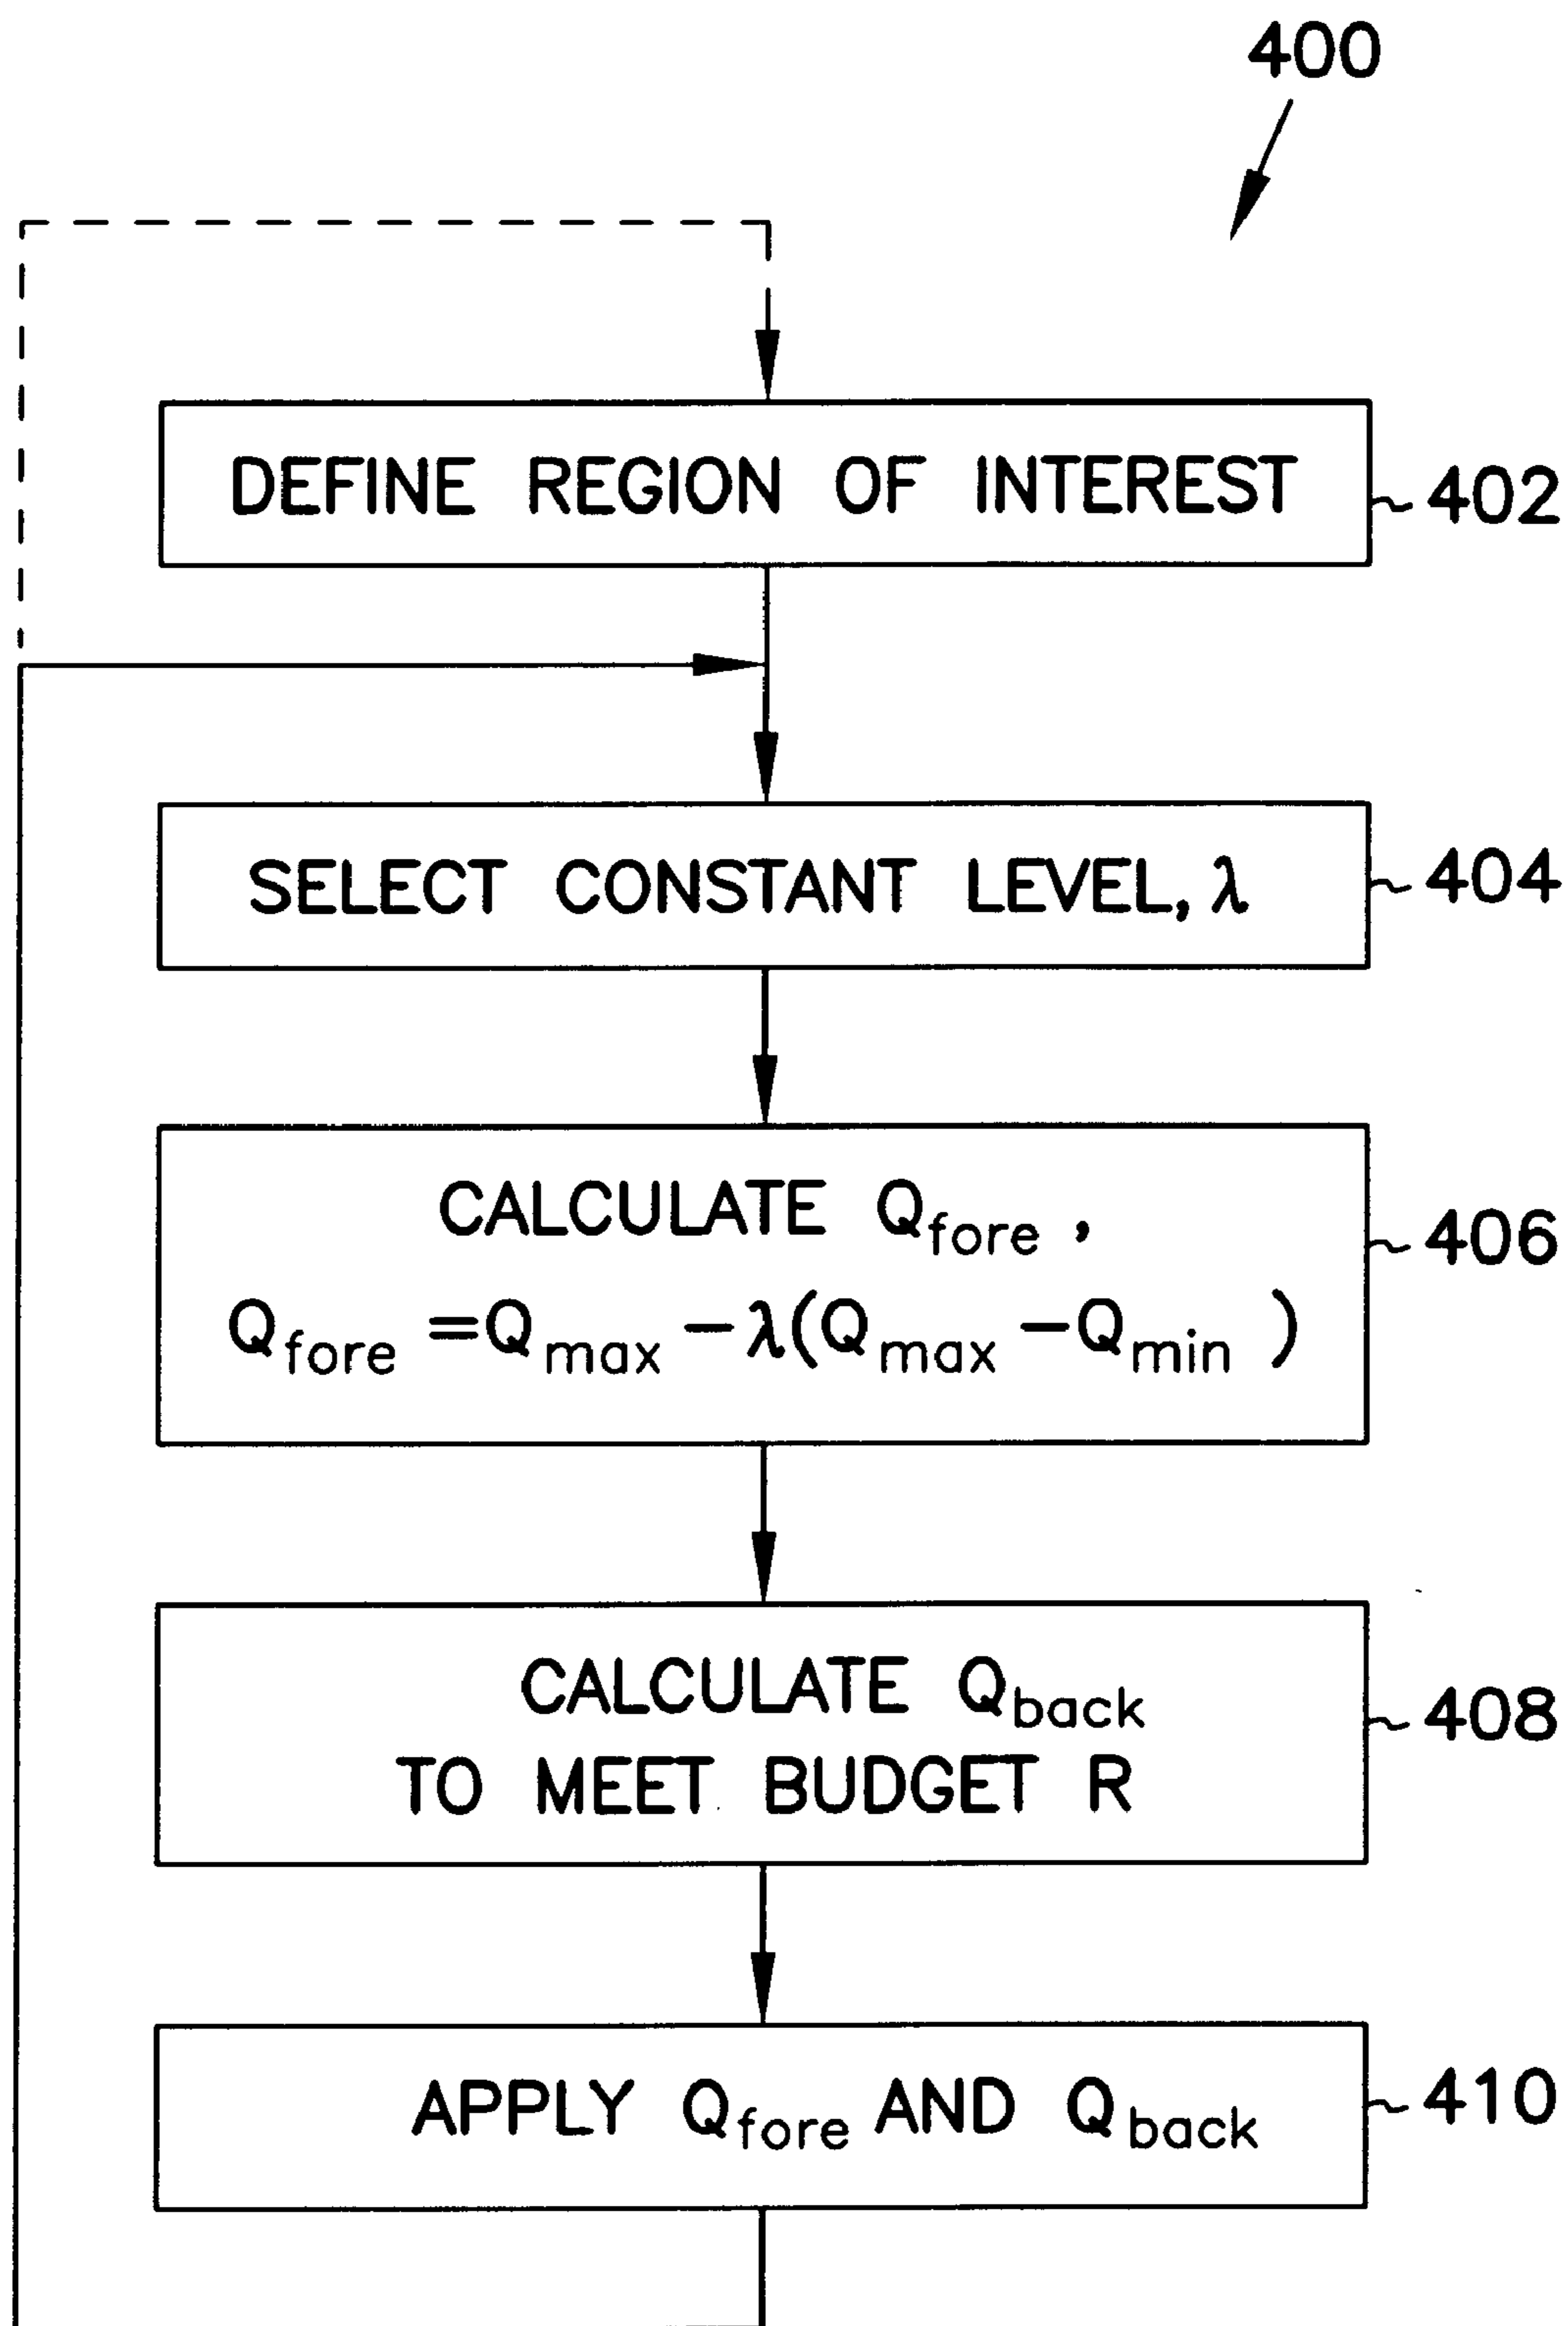 400
DEFINE REGION OF INTEREST
402
SELECT CONSTANT LEVEL, λ
404
CALCULATE Qfore ,
Qfore =Qmax −λ(Qmax −Qmin )
406
CALCULATE Qback
TO MEET BUDGET R
408
APPLY Qfore AND Qback
410